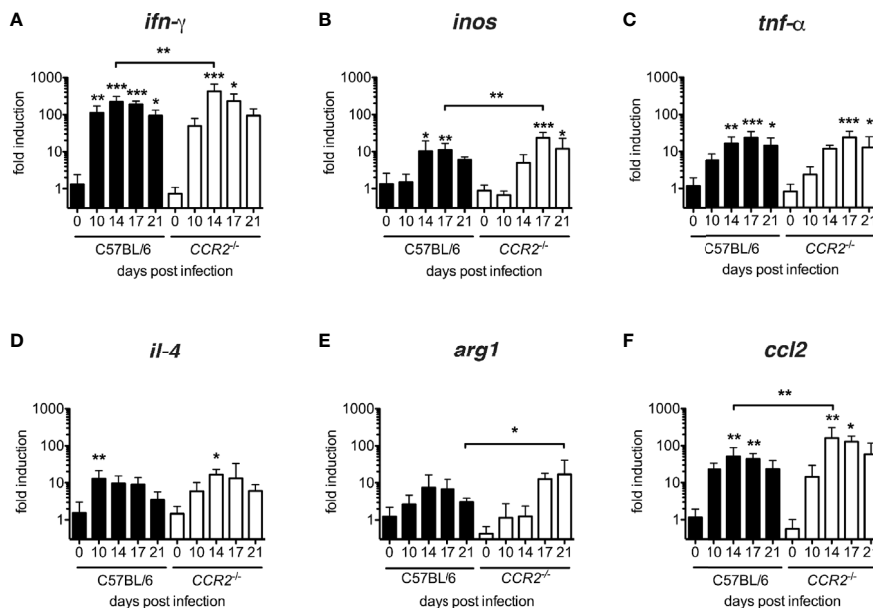 A
ifn-γ
**
1000
100
10
1
fold induction
**
***
***
*
***
*
0 10 14 17 21 0 10 14 17 21
C57BL/6 CCR2-/-
days post infection
B
inos
**
1000
100
10
1
fold induction
*
**
***
*
0 10 14 17 21 0 10 14 17 21
C57BL/6 CCR2-/-
days post infection
C
tnf-α
1000
100
10
1
fold induction
**
***
*
***
*
0 10 14 17 21 0 10 14 17 21
C57BL/6 CCR2-/-
days post infection
D
il-4
1000
100
10
1
fold induction
**
*
0 10 14 17 21 0 10 14 17 21
C57BL/6 CCR2-/-
days post infection
E
arg1
*
1000
100
10
1
fold induction
0 10 14 17 21 0 10 14 17 21
C57BL/6 CCR2-/-
days post infection
F
ccl2
**
1000
100
10
1
fold induction
**
**
**
*
0 10 14 17 21 0 10 14 17 21
C57BL/6 CCR2-/-
days post infection